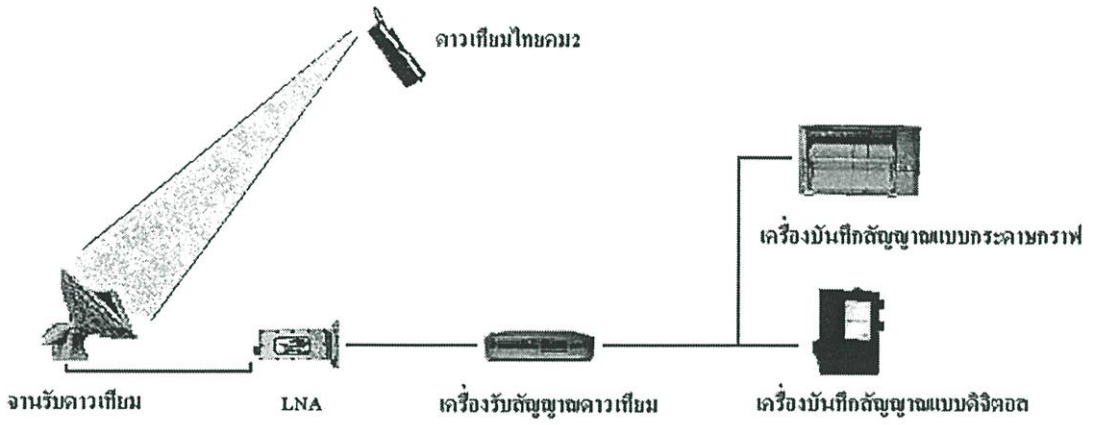 ดาวเทียมไทยคม2
เครื่องบันทึกสัญญาณแบบกระดาษกราฟ
จานรับดาวเทียม
LNA
เครื่องรับสัญญาณดาวเทียม
เครื่องบันทึกสัญญาณแบบดิจิตอล